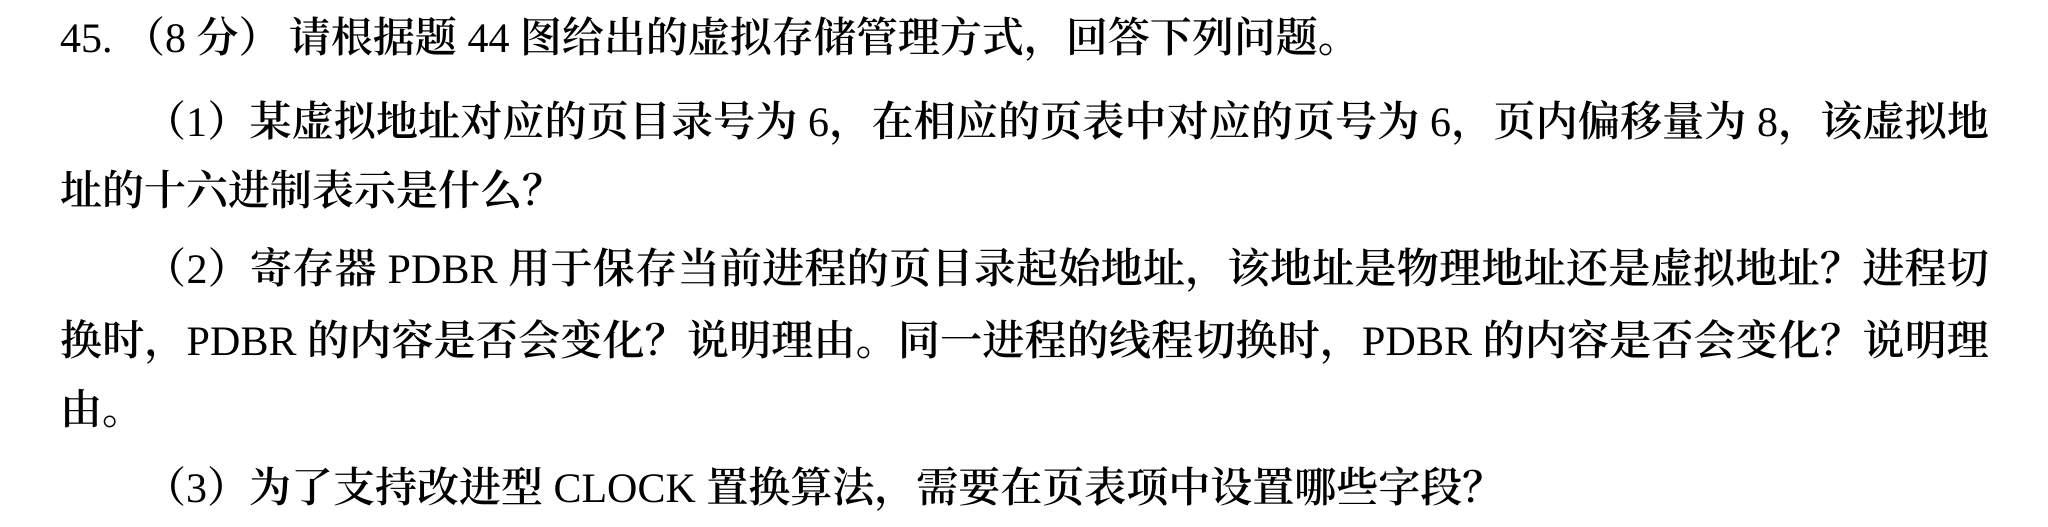 45. （8 分） 请根据题 44 图给出的虚拟存储管理方式，回答下列问题。
（1）某虚拟地址对应的页目录号为 6，在相应的页表中对应的页号为 6，页内偏移量为 8，该虚拟地
址的十六进制表示是什么？
（2）寄存器 PDBR 用于保存当前进程的页目录起始地址，该地址是物理地址还是虚拟地址？进程切
换时，PDBR 的内容是否会变化？说明理由。同一进程的线程切换时，PDBR 的内容是否会变化？说明理
由。
（3）为了支持改进型 CLOCK 置换算法，需要在页表项中设置哪些字段？